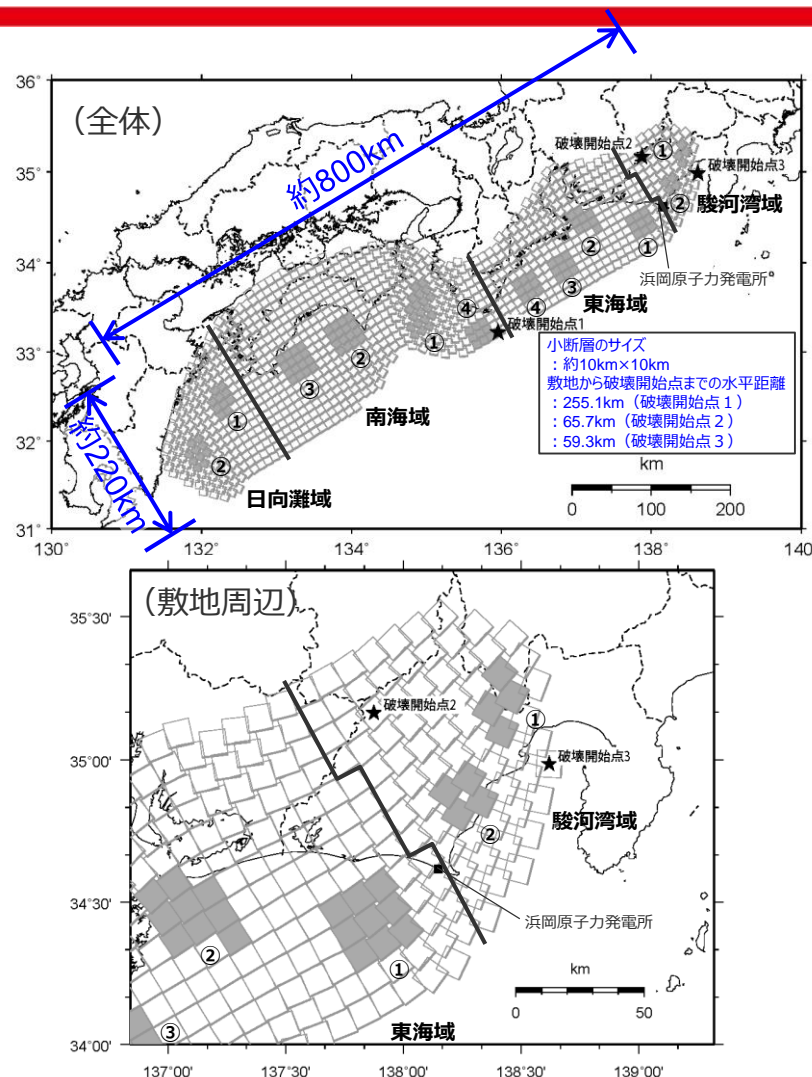 36°
35°
34°
33°
32°
31°
130
132
134
136
138
140
（全体）
約800km
約220km
破壊開始点2
①
破壊開始点3
②
駿河湾域
②
①
浜岡原子力発電所
③
東海域
④
④
破壊開始点1
①
②
③
南海域
①
②
日向灘域
小断層のサイズ
：約10km×10km
敷地から破壊開始点までの水平距離
：255.1km（破壊開始点１）
：65.7km（破壊開始点２）
：59.3km（破壊開始点３）
km
0 100 200
（敷地周辺）
35°30'
35°00'
34°30'
34°00'
137°00'
137°30'
138°00'
138°30'
139°00'
破壊開始点2
①
破壊開始点3
駿河湾域
②
浜岡原子力発電所
②
①
③
東海域
km
0 50